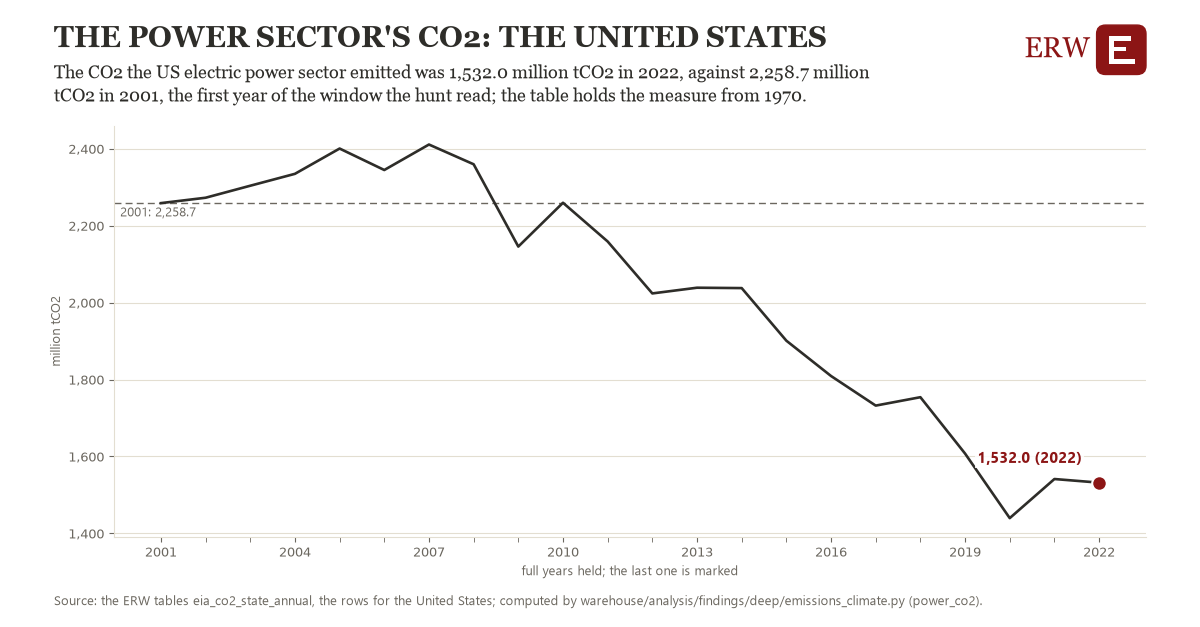 THE POWER SECTOR'S CO2: THE UNITED STATES
ERW E
The CO2 the US electric power sector emitted was 1,532.0 million tCO2 in 2022, against 2,258.7 million
tCO2 in 2001, the first year of the window the hunt read; the table holds the measure from 1970.
2,400
2001: 2,258.7
2,200
2,000
million tCO2
1,800
1,600
1,532.0 (2022)
1,400
2001 2004 2007 2010 2013 2016 2019 2022
full years held; the last one is marked
Source: the ERW tables eia_co2_state_annual, the rows for the United States; computed by warehouse/analysis/findings/deep/emissions_climate.py (power_co2).